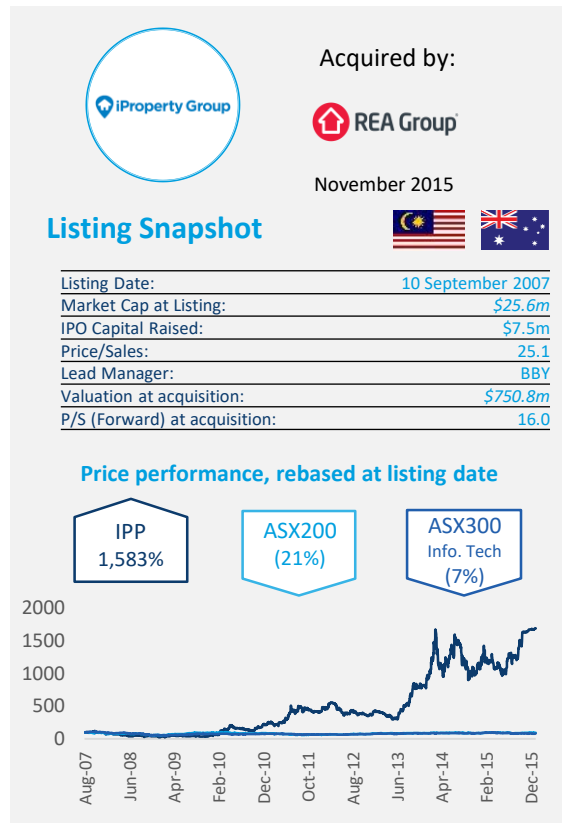 iProperty Group
Acquired by:
REA Group
November 2015
Listing Snapshot
Listing Date: 10 September 2007
Market Cap at Listing: $25.6m
IPO Capital Raised: $7.5m
Price/Sales: 25.1
Lead Manager: BBY
Valuation at acquisition: $750.8m
P/S (Forward) at acquisition: 16.0
Price performance, rebased at listing date
IPP
1,583%
ASX200
(21%)
ASX300
Info. Tech
(7%)
2000
1500
1000
500
0
Aug-07
Jun-08
Apr-09
Feb-10
Dec-10
Oct-11
Aug-12
Jun-13
Apr-14
Feb-15
Dec-15